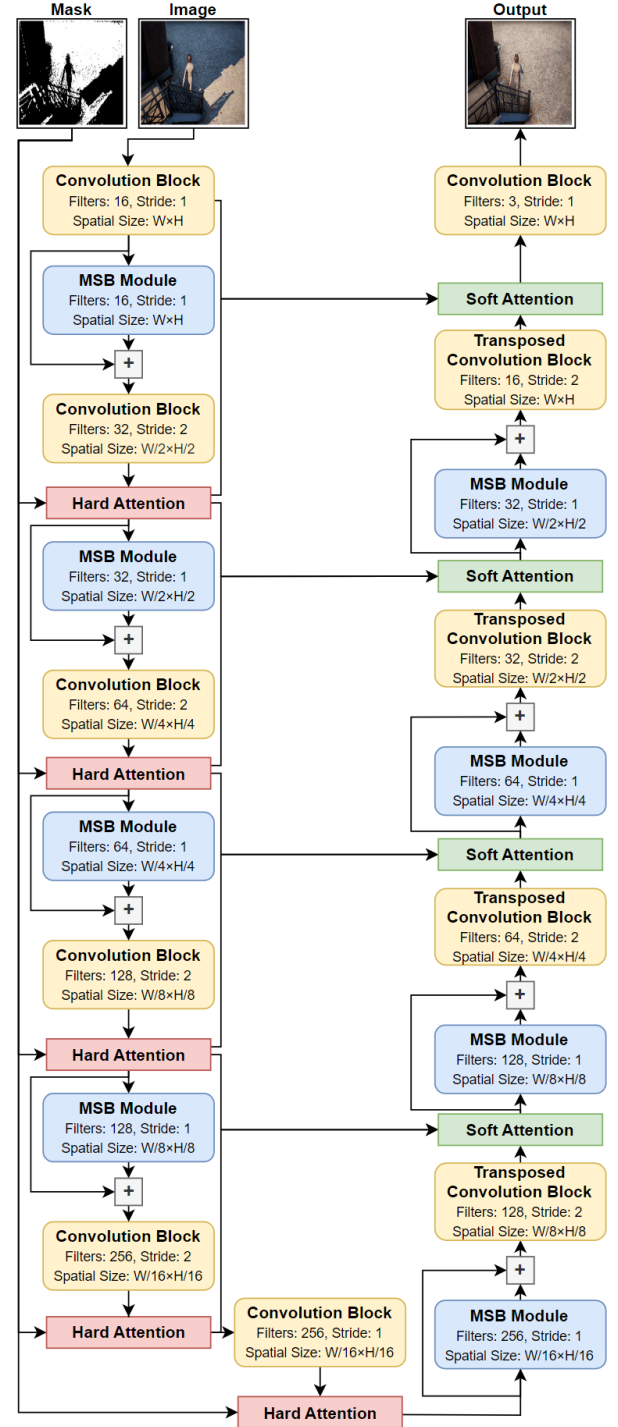 Mask
Image
Output
Convolution Block
Filters: 16, Stride: 1
Spatial Size: W×H
MSB Module
Filters: 16, Stride: 1
Spatial Size: W×H
+
Convolution Block
Filters: 32, Stride: 2
Spatial Size: W/2×H/2
Hard Attention
MSB Module
Filters: 32, Stride: 1
Spatial Size: W/2×H/2
+
Convolution Block
Filters: 64, Stride: 2
Spatial Size: W/4×H/4
Hard Attention
MSB Module
Filters: 64, Stride: 1
Spatial Size: W/4×H/4
+
Convolution Block
Filters: 128, Stride: 2
Spatial Size: W/8×H/8
Hard Attention
MSB Module
Filters: 128, Stride: 1
Spatial Size: W/8×H/8
+
Convolution Block
Filters: 256, Stride: 2
Spatial Size: W/16×H/16
Hard Attention
Convolution Block
Filters: 256, Stride: 1
Spatial Size: W/16×H/16
Hard Attention
Convolution Block
Filters: 3, Stride: 1
Spatial Size: W×H
Soft Attention
Transposed
Convolution Block
Filters: 16, Stride: 2
Spatial Size: W×H
+
MSB Module
Filters: 32, Stride: 1
Spatial Size: W/2×H/2
Soft Attention
Transposed
Convolution Block
Filters: 32, Stride: 2
Spatial Size: W/2×H/2
+
MSB Module
Filters: 64, Stride: 1
Spatial Size: W/4×H/4
Soft Attention
Transposed
Convolution Block
Filters: 64, Stride: 2
Spatial Size: W/4×H/4
+
MSB Module
Filters: 128, Stride: 1
Spatial Size: W/8×H/8
Soft Attention
Transposed
Convolution Block
Filters: 128, Stride: 2
Spatial Size: W/8×H/8
+
MSB Module
Filters: 256, Stride: 1
Spatial Size: W/16×H/16